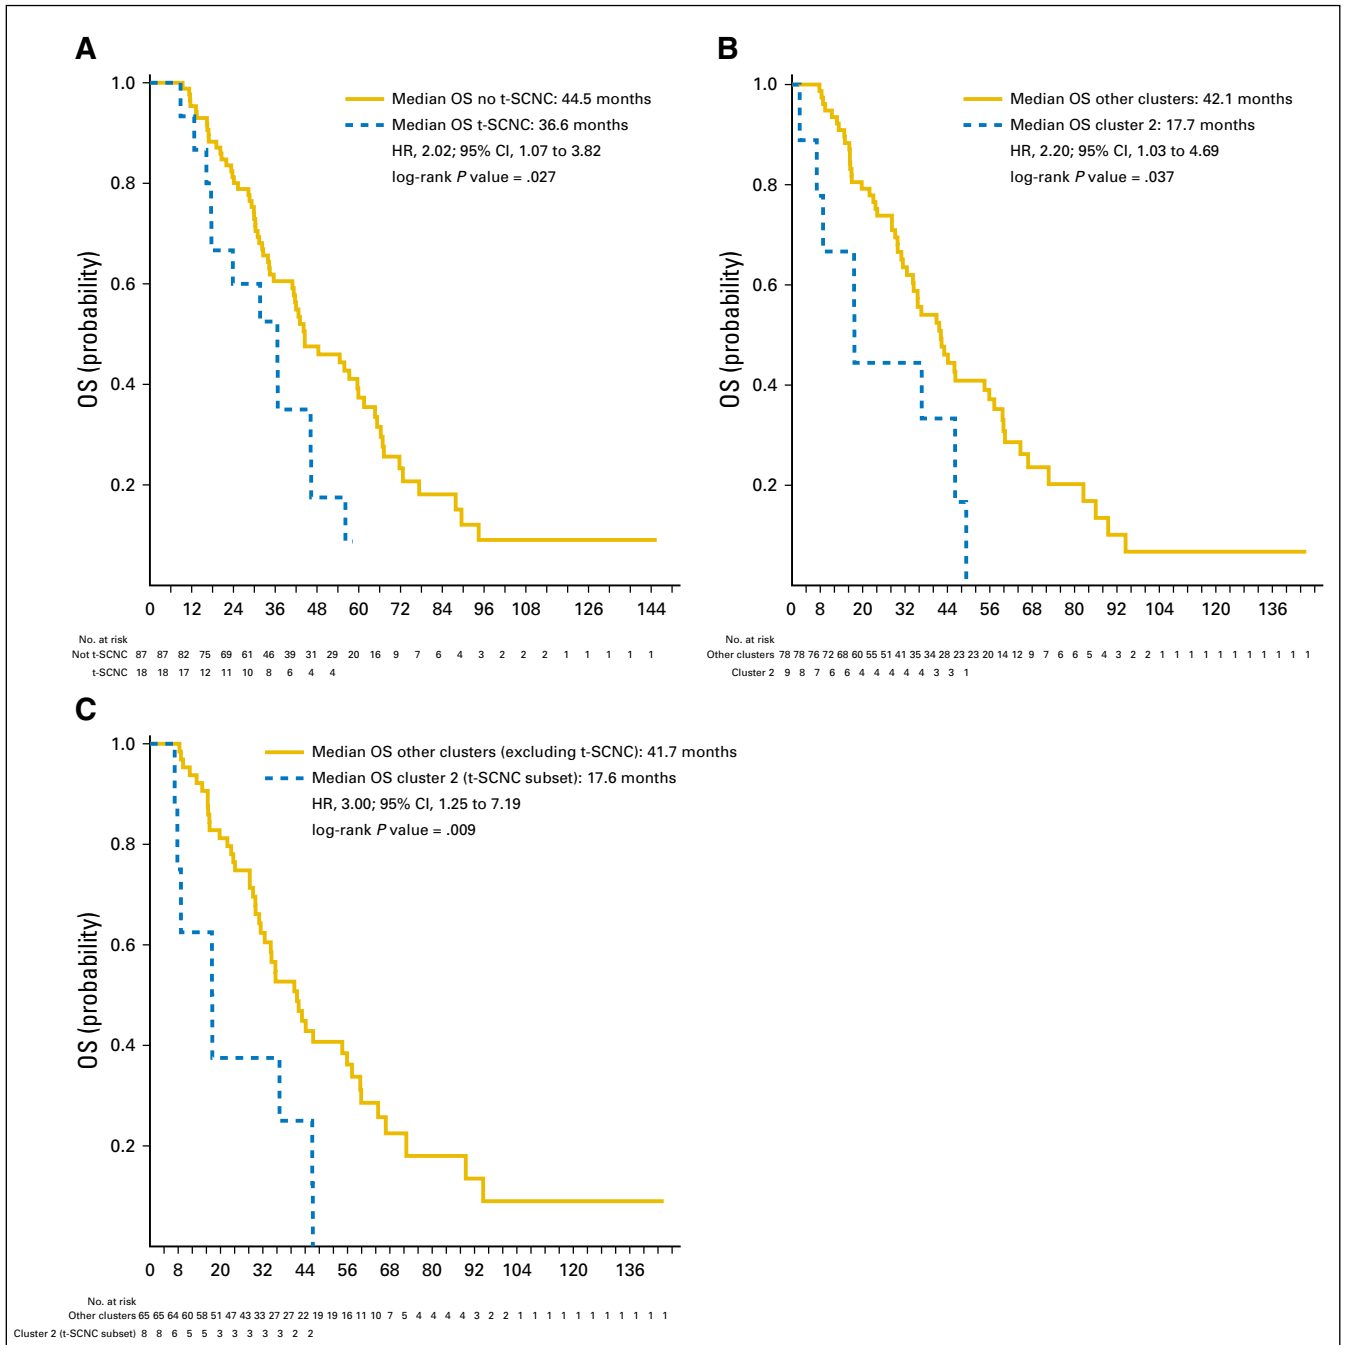 A
1.0
0.8
0.6
0.4
0.2
OS (probability)
Median OS no t-SCNC: 44.5 months
Median OS t-SCNC: 36.6 months
HR, 2.02; 95% CI, 1.07 to 3.82
log-rank P value = .027
0 12 24 36 48 60 72 84 96 108 126 144
No. at risk
Not t-SCNC 87 87 82 75 69 61 46 39 31 29 20 16 9 7 6 4 3 2 2 2 1 1 1 1 1
t-SCNC 18 18 17 12 11 10 8 6 4 4
B
1.0
0.8
0.6
0.4
0.2
OS (probability)
Median OS other clusters: 42.1 months
Median OS cluster 2: 17.7 months
HR, 2.20; 95% CI, 1.03 to 4.69
log-rank P value = .037
0 8 20 32 44 56 68 80 92 104 120 136
No. at risk
Other clusters 78 78 76 72 68 60 55 51 41 35 34 28 23 23 20 14 12 9 7 6 6 5 4 3 2 2 1 1 1 1 1 1 1 1 1 1 1
Cluster 2 9 8 7 6 6 4 4 4 4 4 3 3 1
C
1.0
0.8
0.6
0.4
0.2
OS (probability)
Median OS other clusters (excluding t-SCNC): 41.7 months
Median OS cluster 2 (t-SCNC subset): 17.6 months
HR, 3.00; 95% CI, 1.25 to 7.19
log-rank P value = .009
0 8 20 32 44 56 68 80 92 104 120 136
No. at risk
Other clusters 65 65 64 60 58 51 47 43 33 27 27 22 19 19 16 11 10 7 5 4 4 4 4 3 2 2 1 1 1 1 1 1 1 1 1 1 1
Cluster 2 (t-SCNC subset) 8 8 6 5 5 3 3 3 3 3 2 2